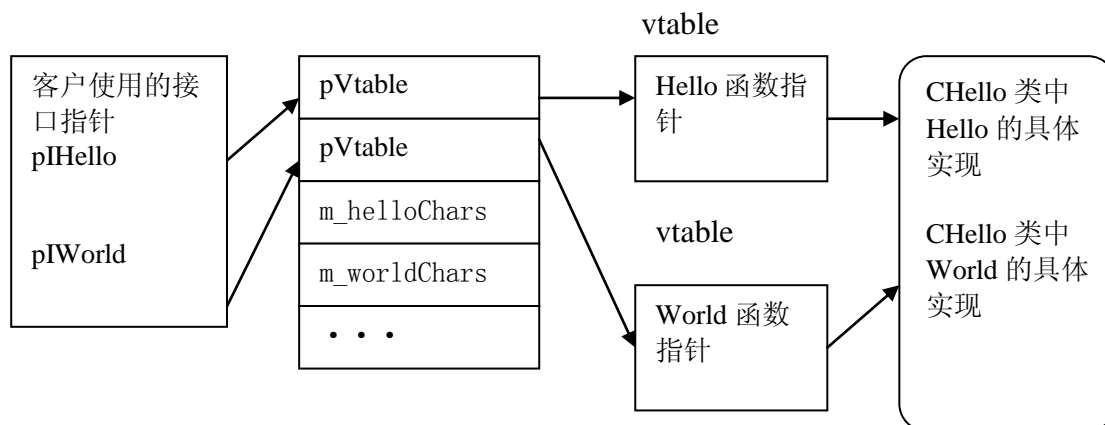 客户使用的接
口指针
pIHello
pIWorld
pVtable
pVtable
m_helloChars
m_worldChars
• • •
vtable
Hello 函数指
针
vtable
World 函数
指针
CHello 类中
Hello 的具体
实现
CHello 类中
World 的具体
实现